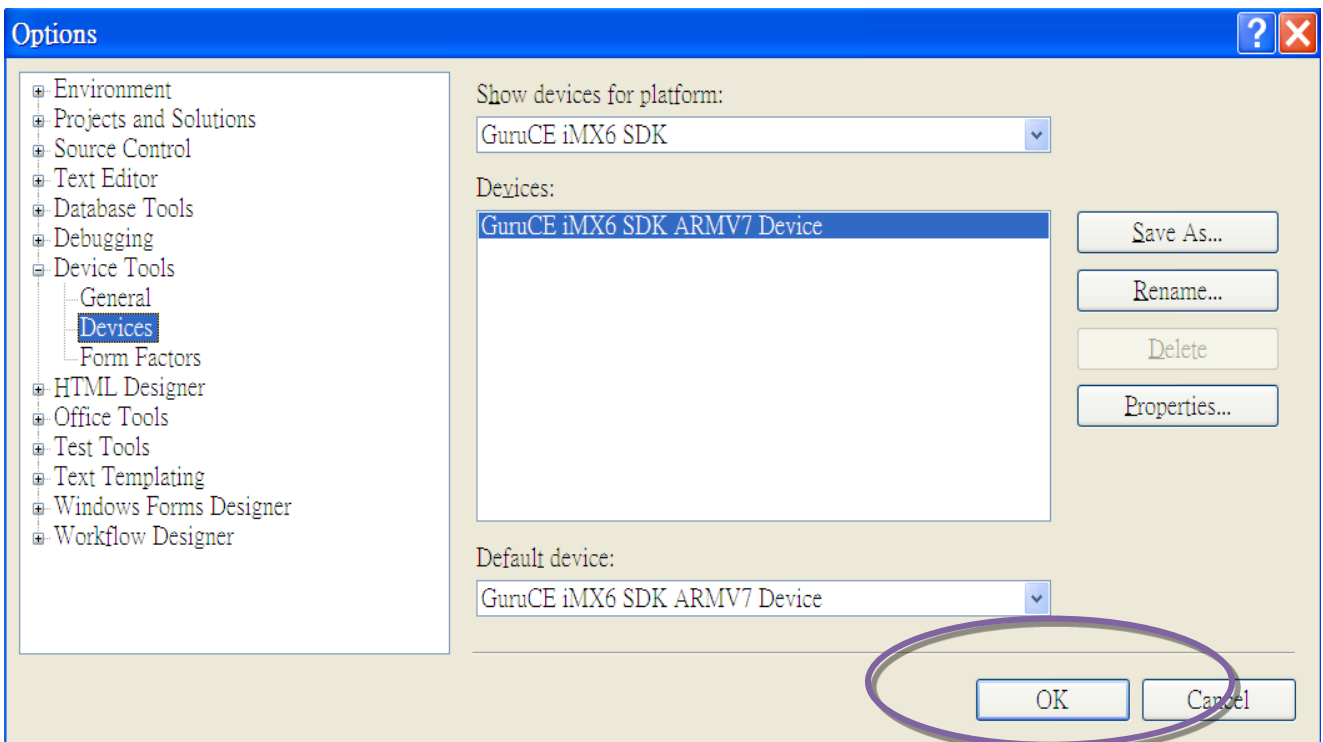 Options
Environment
Projects and Solutions
Source Control
Text Editor
Database Tools
Debugging
Device Tools
General
Devices
Form Factors
HTML Designer
Office Tools
Test Tools
Text Templating
Windows Forms Designer
Workflow Designer
Show devices for platform:
GuruCE iMX6 SDK
Devices:
GuruCE iMX6 SDK ARMV7 Device
Save As...
Rename...
Delete
Properties...
Default device:
GuruCE iMX6 SDK ARMV7 Device
OK
Cancel